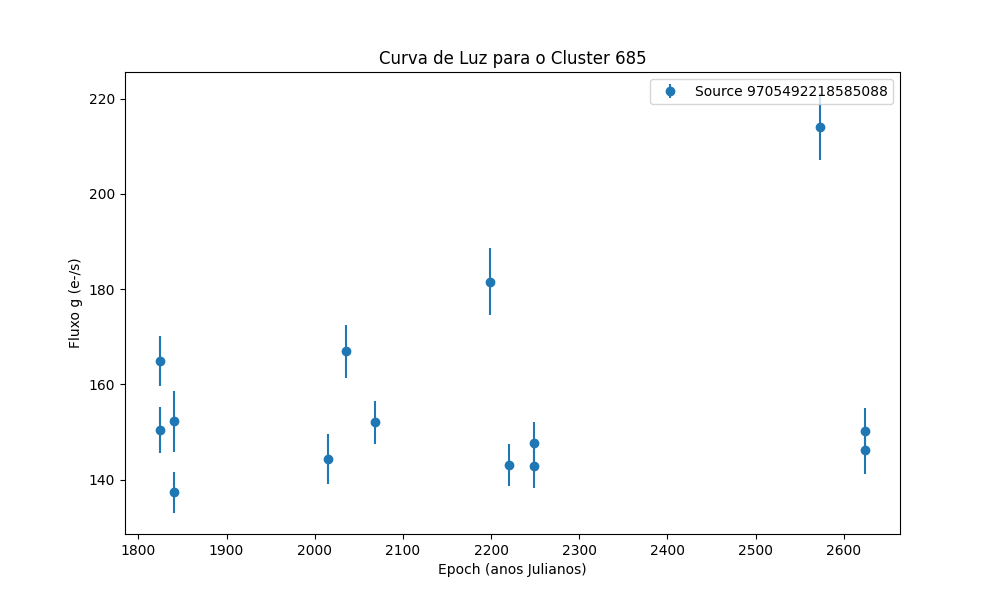 Curva de Luz para o Cluster 685
Source 9705492218585088
220
200
180
160
140
Fluxo g (e-/s)
1800 1900 2000 2100 2200 2300 2400 2500 2600
Epoch (anos Julianos)